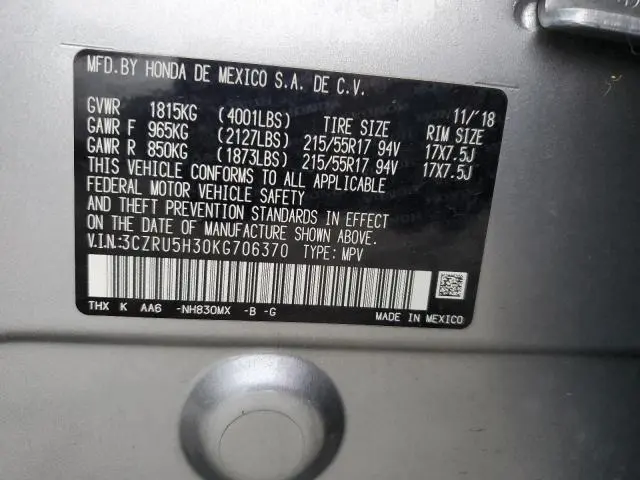 MFD. BY HONDA DE MEXICO S.A. DE C.V.
11/'18
GVWR 1815KG (4001LBS) TIRE SIZE RIM SIZE
GAWR F 965KG (2127LBS) 215/55R17 94V 17X7.5J
GAWR R 850KG (1873LBS) 215/55R17 94V 17X7.5J
THIS VEHICLE CONFORMS TO ALL APPLICABLE
FEDERAL MOTOR VEHICLE SAFETY
AND THEFT PREVENTION STANDARDS IN EFFECT
ON THE DATE OF MANUFACTURE SHOWN ABOVE.
V.I.N:3CZRU5H30KG706370 TYPE: MPV
THX K AA6 -NH830MX -B -G MADE IN MEXICO